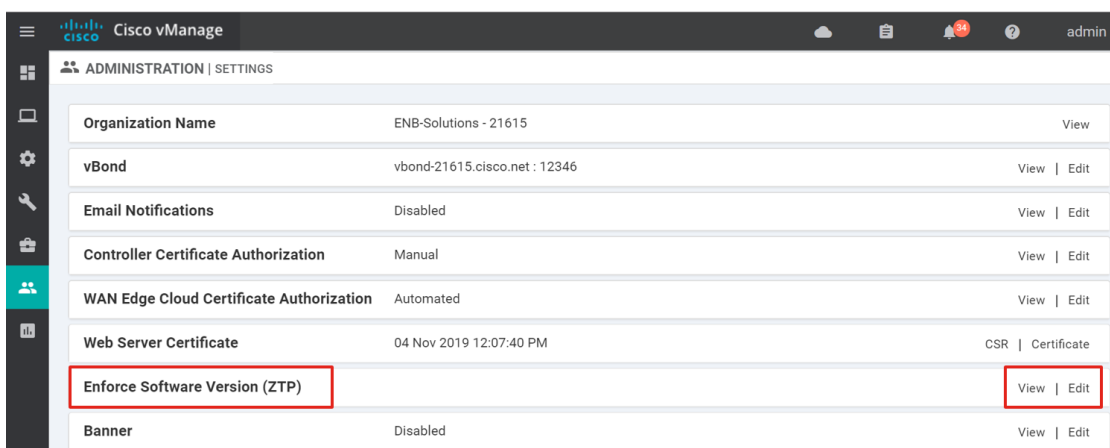 cisco Cisco vManage 34 admin
ADMINISTRATION | SETTINGS
Organization Name ENB-Solutions - 21615 View
vBond vbond-21615.cisco.net : 12346 View | Edit
Email Notifications Disabled View | Edit
Controller Certificate Authorization Manual View | Edit
WAN Edge Cloud Certificate Authorization Automated View | Edit
Web Server Certificate 04 Nov 2019 12:07:40 PM CSR | Certificate
Enforce Software Version (ZTP) View | Edit
Banner Disabled View | Edit